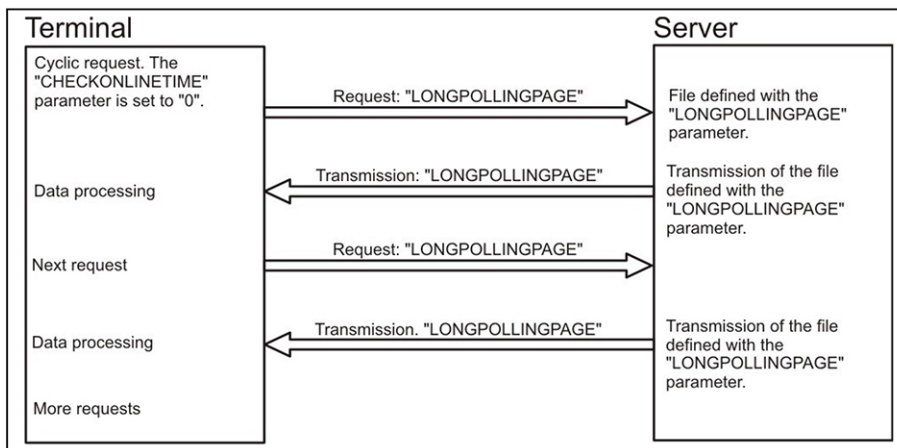 Terminal
Server
Cyclic request. The
"CHECKONLINETIME"
parameter is set to "0".
Request: "LONGPOLLINGPAGE"
File defined with the
"LONGPOLLINGPAGE"
parameter.
Transmission: "LONGPOLLINGPAGE"
Data processing
Transmission of the file
defined with the
"LONGPOLLINGPAGE"
parameter.
Request: "LONGPOLLINGPAGE"
Next request
Transmission. "LONGPOLLINGPAGE"
Data processing
Transmission of the file
defined with the
"LONGPOLLINGPAGE"
parameter.
More requests